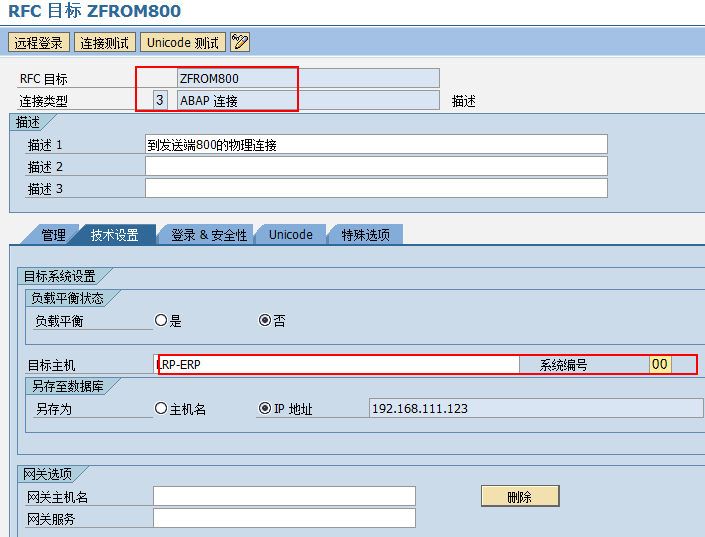 RFC 目标 ZFROM800
远程登录 连接测试 Unicode 测试
RFC 目标 ZFROM800
连接类型 3 ABAP 连接 描述
描述
描述 1 到发送端800的物理连接
描述 2
描述 3
管理 技术设置 登录 & 安全性 Unicode 特殊选项
目标系统设置
负载平衡状态
负载平衡 是 否
目标主机 LRP-ERP 系统编号 00
另存至数据库
另存为 主机名 IP 地址 192.168.111.123
网关选项
网关主机名 删除
网关服务